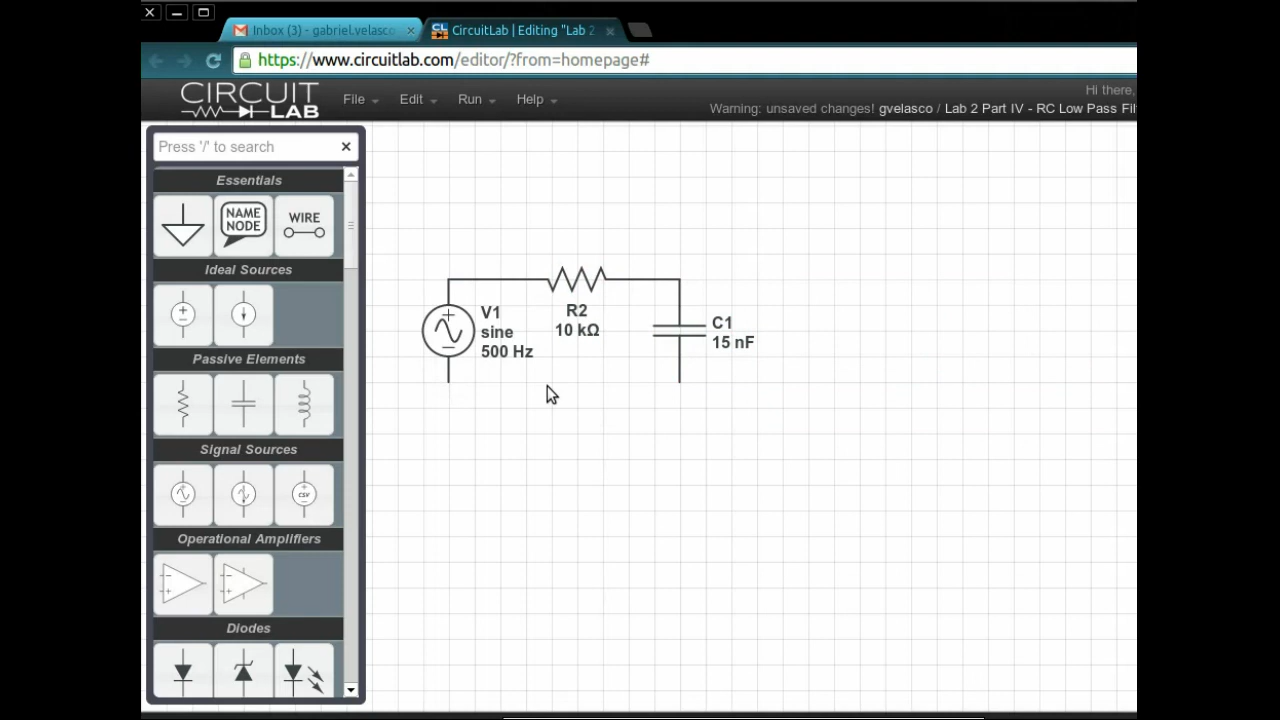 Inbox (3) - gabriel.velasco
CircuitLab | Editing "Lab 2
https://www.circuitlab.com/editor/?from=homepage#
CIRCUIT
LAB
File
Edit
Run
Help
Hi there,
Warning: unsaved changes! gvelasco / Lab 2 Part IV - RC Low Pass Fil
Press '/' to search
Essentials
NAME
NODE
WIRE
Ideal Sources
Passive Elements
Signal Sources
CSV
Operational Amplifiers
Diodes
V1
sine
500 Hz
R2
10 kΩ
C1
15 nF